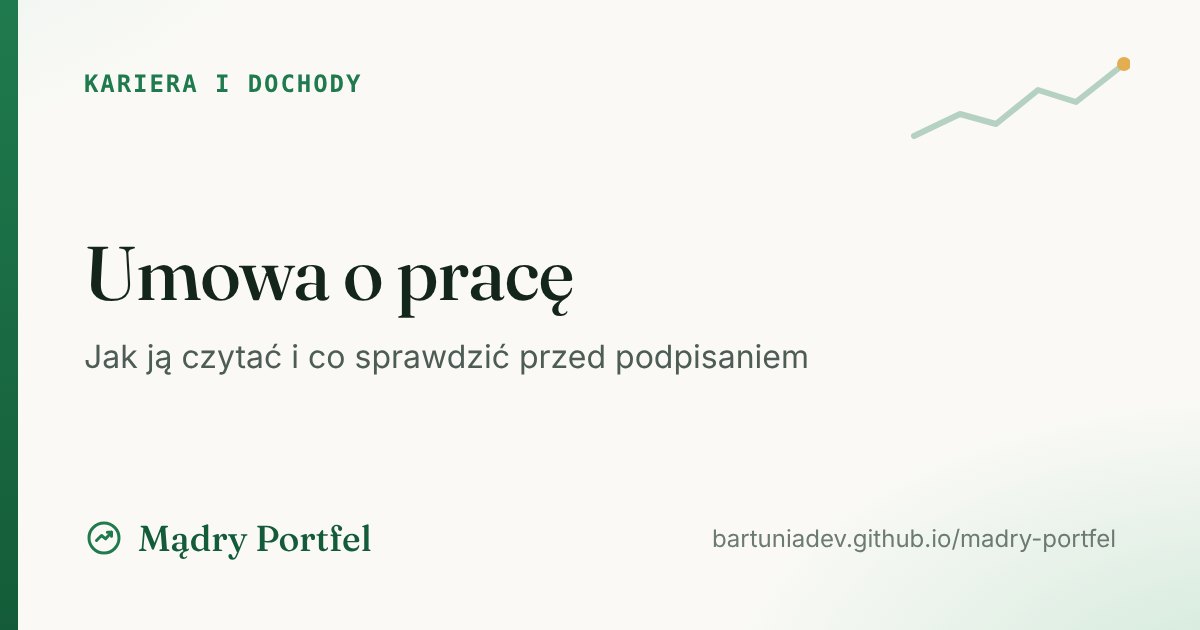 KARIERA I DOCHODY
Umowa o pracę
Jak ją czytać i co sprawdzić przed podpisaniem
Mądry Portfel
bartuniadev.github.io/madry-portfel